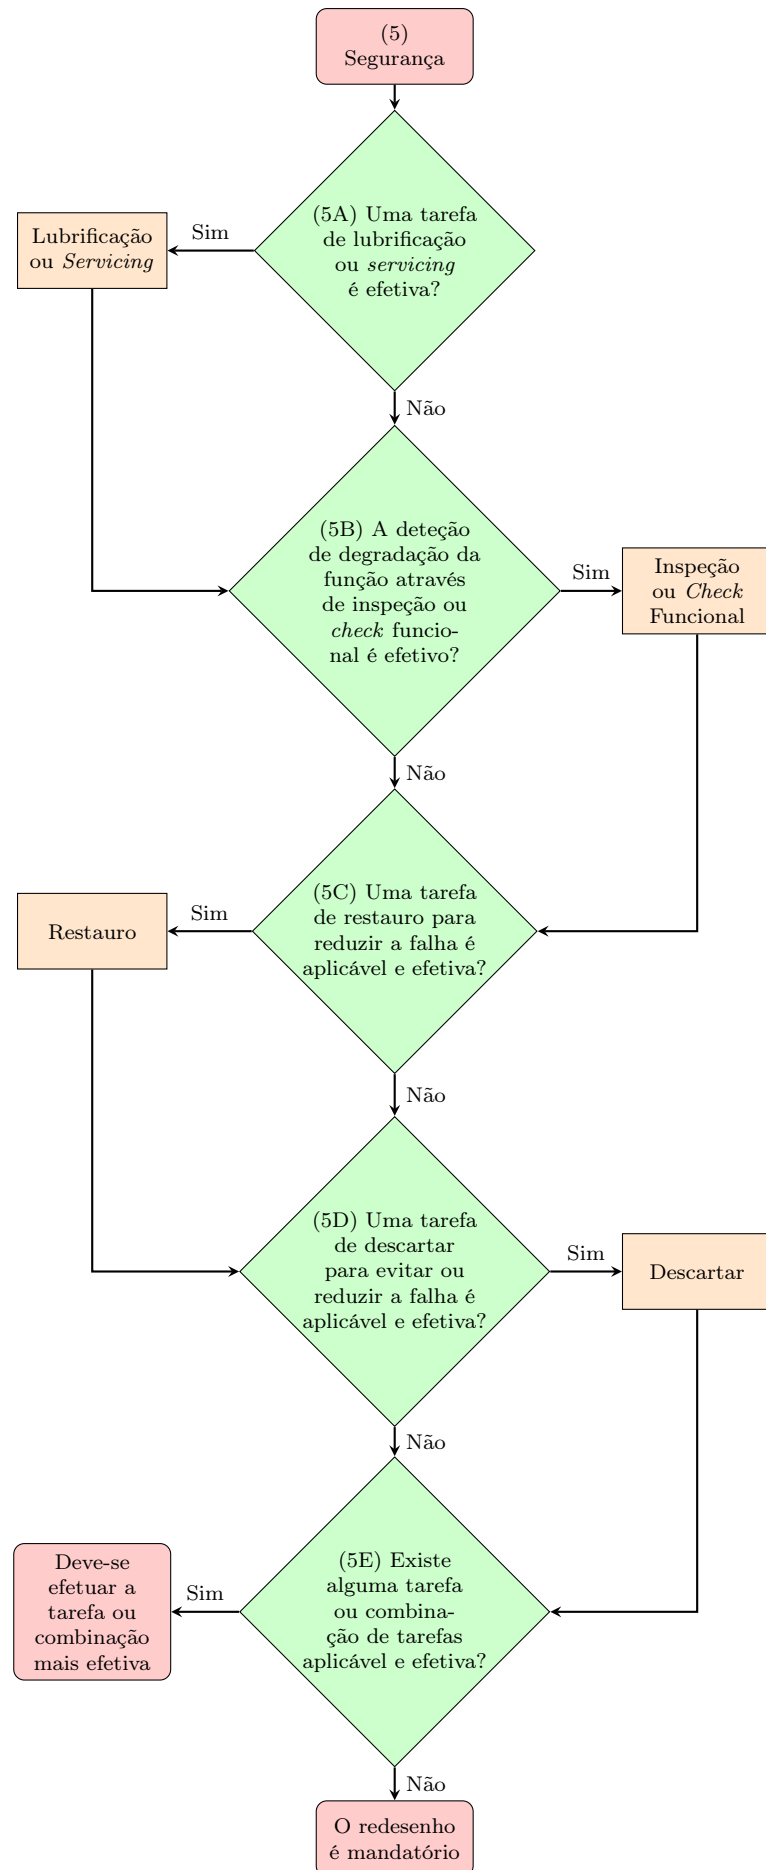 (5)
Segurança
(5A) Uma tarefa
de lubrificação
ou servicing
é efetiva?
Sim
Lubrificação
ou Servicing
Não
(5B) A deteção
de degradação da
função através
de inspeção ou
check funcio-
nal é efetivo?
Sim
Inspeção
ou Check
Funcional
Não
(5C) Uma tarefa
de restauro para
reduzir a falha é
aplicável e efetiva?
Sim
Restauro
Não
(5D) Uma tarefa
de descartar
para evitar ou
reduzir a falha é
aplicável e efetiva?
Sim
Descartar
Não
(5E) Existe
alguma tarefa
ou combina-
ção de tarefas
aplicável e efetiva?
Sim
Deve-se
efetuar a
tarefa ou
combinação
mais efetiva
Não
O redesenho
é mandatório